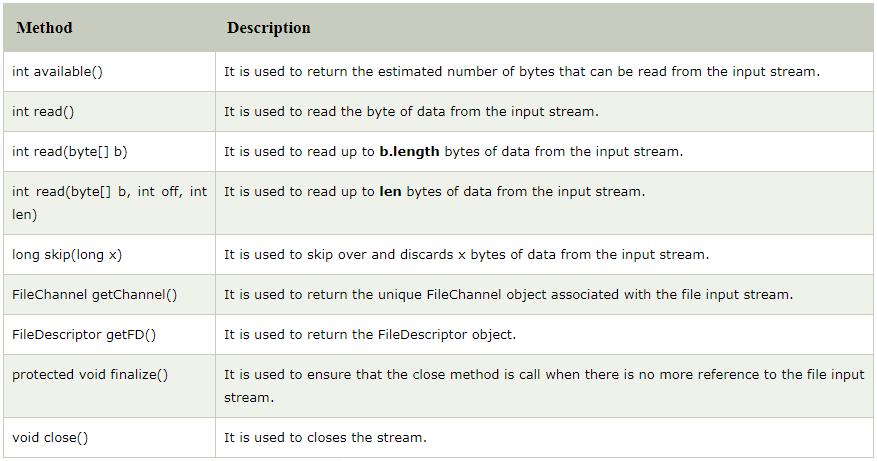 Method Description
int available() It is used to return the estimated number of bytes that can be read from the input stream.
int read() It is used to read the byte of data from the input stream.
int read(byte[] b) It is used to read up to b.length bytes of data from the input stream.
int read(byte[] b, int off, int It is used to read up to len bytes of data from the input stream.
len)
long skip(long x) It is used to skip over and discards x bytes of data from the input stream.
FileChannel getChannel() It is used to return the unique FileChannel object associated with the file input stream.
FileDescriptor getFD() It is used to return the FileDescriptor object.
protected void finalize() It is used to ensure that the close method is call when there is no more reference to the file input
stream.
void close() It is used to closes the stream.